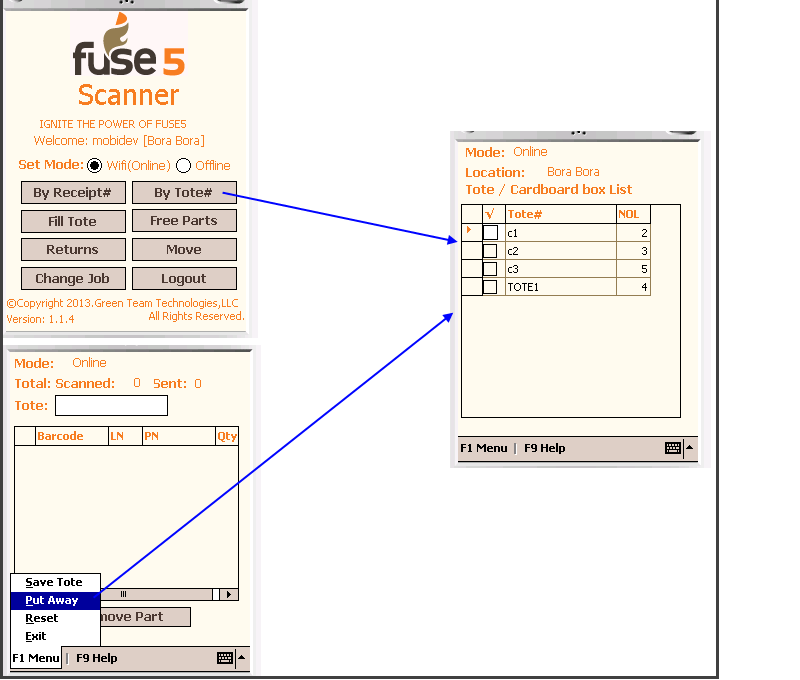 fuse 5
Scanner
IGNITE THE POWER OF FUSE5
Welcome: mobidev [Bora Bora]
Set Mode: Wifi(Online) Offline
By Receipt# By Tote#
Fill Tote Free Parts
Returns Move
Change Job Logout
©Copyright 2013.Green Team Technologies,LLC
Version: 1.1.4 All Rights Reserved.
Mode: Online
Total: Scanned: 0 Sent: 0
Tote:
Barcode LN PN Qty
Save Tote
Put Away
move Part
Reset
Exit
F1 Menu | F9 Help
Mode: Online
Location: Bora Bora
Tote / Cardboard box List
√ Tote# NOL
c1 2
c2 3
c3 5
TOTE1 4
F1 Menu | F9 Help